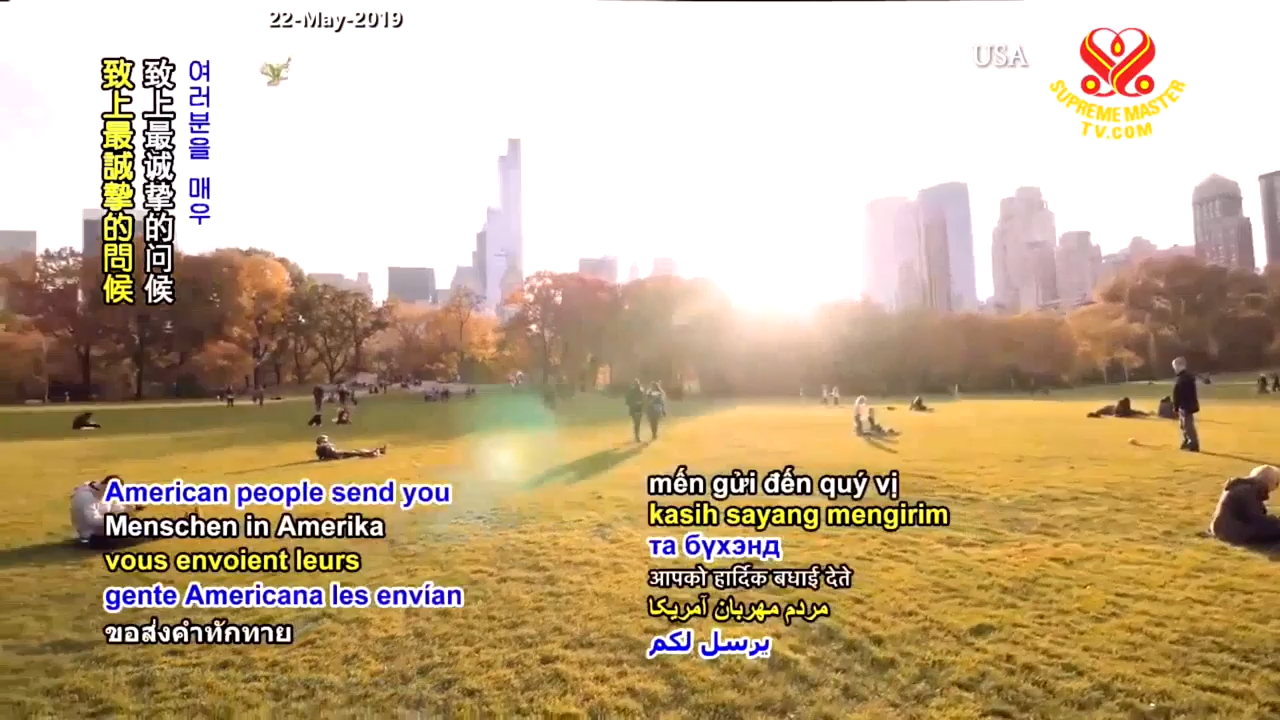 22-May-2019
USA
SUPREME MASTER
TV.COM
致上最誠摯的問候
致上最诚挚的问候
여러분을 매우
American people send you
Menschen in Amerika
vous envoient leurs
gente Americana les envían
ขอส่งคำทักทาย
mến gửi đến quý vị
kasih sayang mengirim
та бүхэнд
आपको हार्दिक बधाई देते
مردم مهربان آمریکا
يرسل لكم